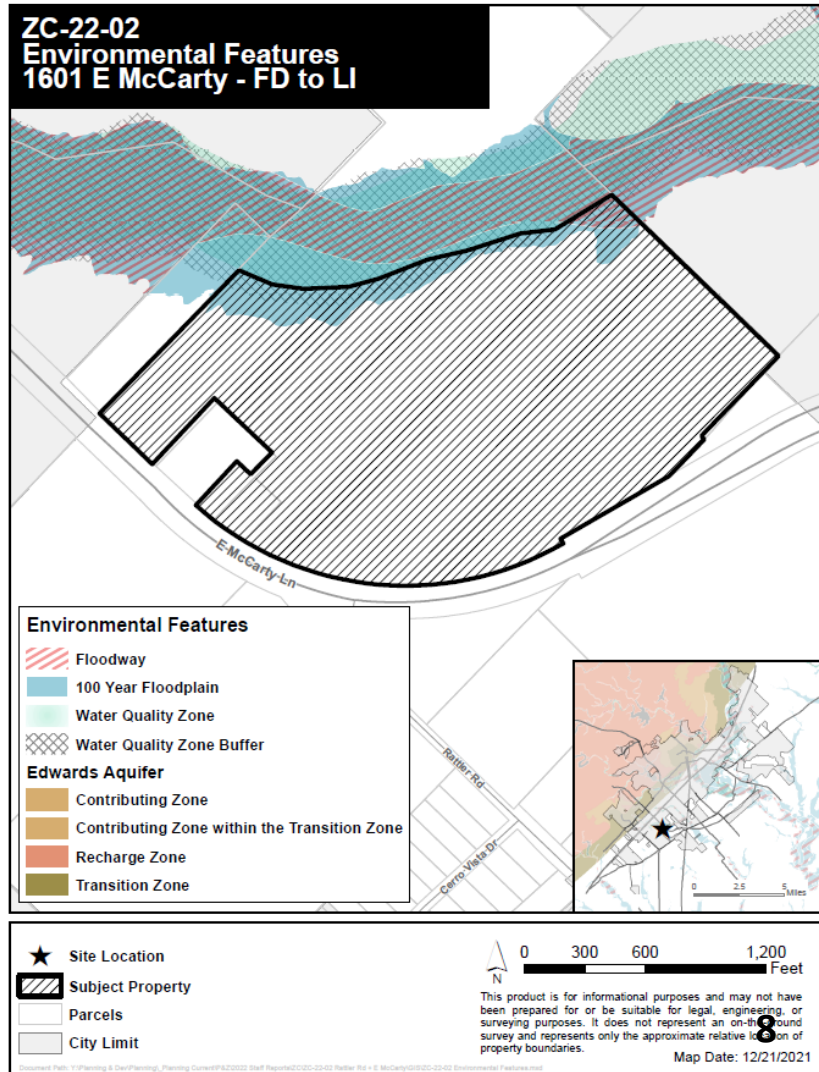 ZC-22-02
Environmental Features
1601 E McCarty - FD to LI
E McCarty Ln
Rattler Rd
Cerro Vista Dr
Environmental Features
Floodway
100 Year Floodplain
Water Quality Zone
Water Quality Zone Buffer
Edwards Aquifer
Contributing Zone
Contributing Zone within the Transition Zone
Recharge Zone
Transition Zone
0 2.5 5
Miles
Site Location
Subject Property
Parcels
City Limit
N
0 300 600 1,200
Feet
This product is for informational purposes and may not have
been prepared for or be suitable for legal, engineering, or
surveying purposes. It does not represent an on-the-ground
survey and represents only the approximate relative location of
property boundaries.
8
Map Date: 12/21/2021